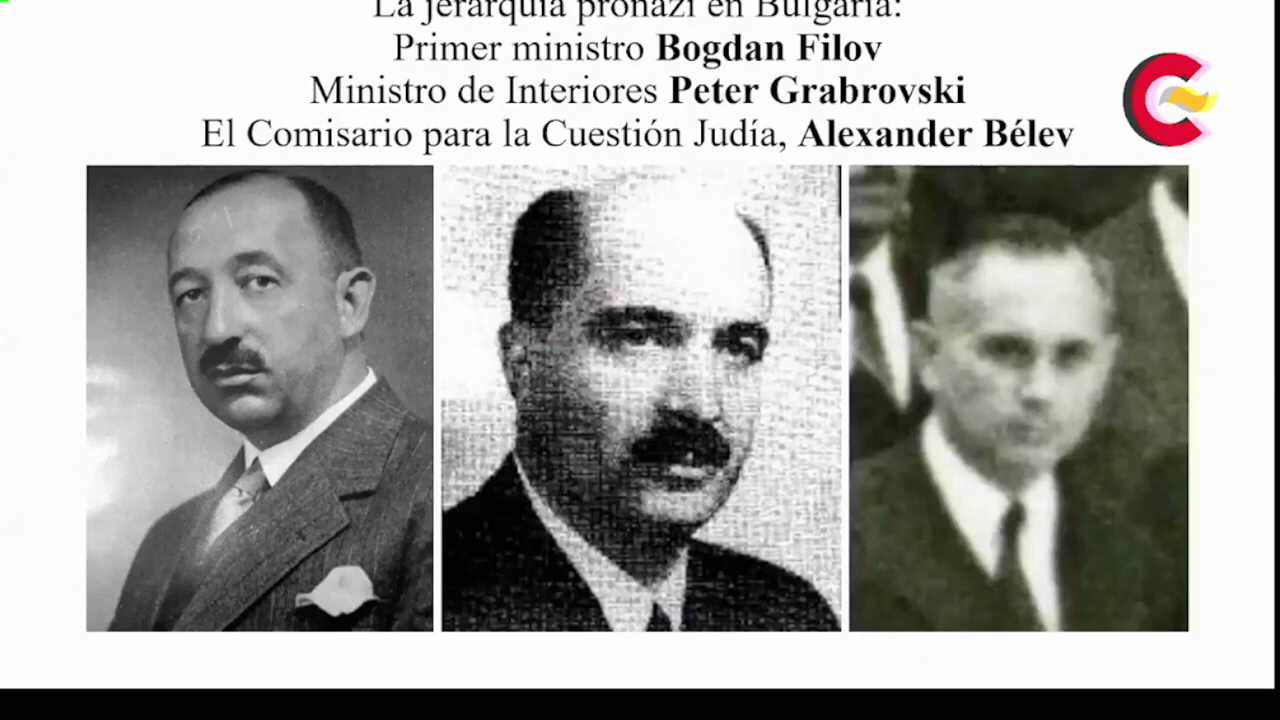 La jerarquía pronazi en Bulgaria:
Primer ministro Bogdan Filov
Ministro de Interiores Peter Grabrovski
El Comisario para la Cuestión Judía, Alexander Bélev